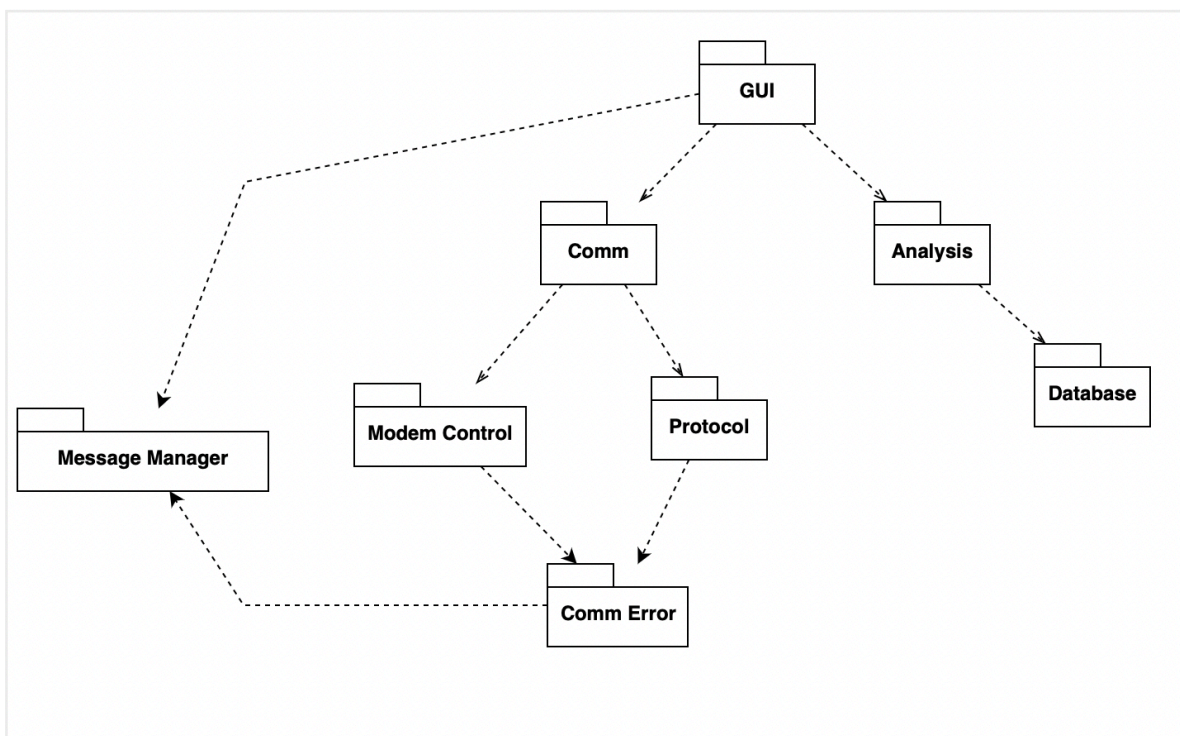 GUI
Comm
Analysis
Database
Modem Control
Protocol
Message Manager
Comm Error